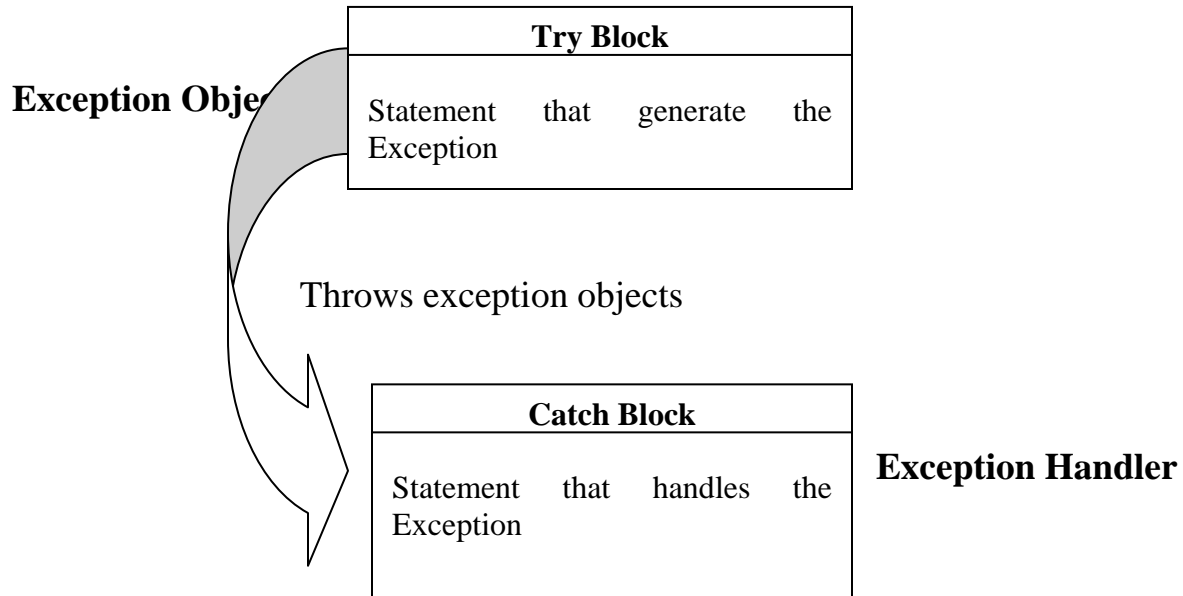 Try Block
Exception Objec
Statement that generate the
Exception
Throws exception objects
Catch Block
Statement that handles the
Exception
Exception Handler